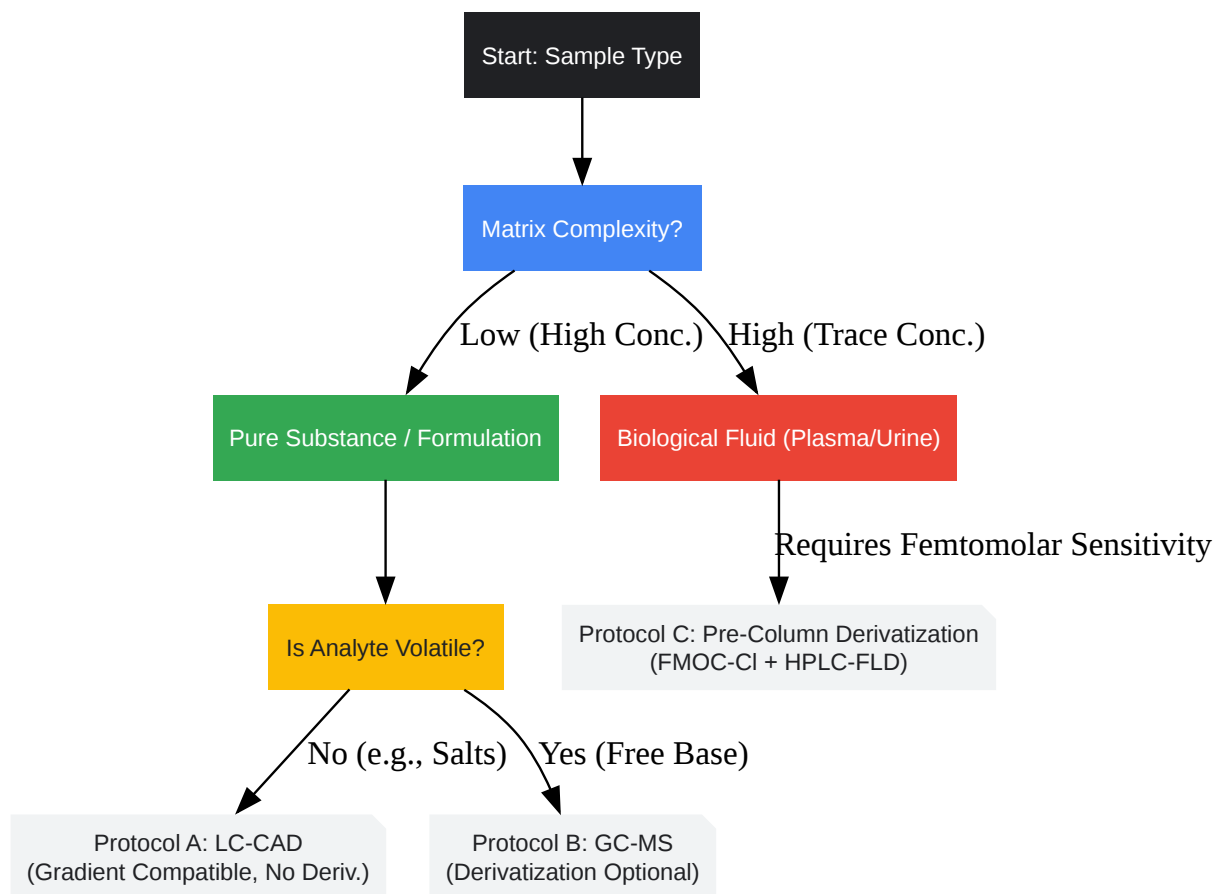 Start: Sample Type
Matrix Complexity?
Low (High Conc.)
High (Trace Conc.)
Pure Substance / Formulation
Biological Fluid (Plasma/Urine)
Requires Femtomolar Sensitivity
Is Analyte Volatile?
Protocol C: Pre-Column Derivatization
(FMOC-Cl + HPLC-FLD)
No (e.g., Salts)
Yes (Free Base)
Protocol A: LC-CAD
(Gradient Compatible, No Deriv.)
Protocol B: GC-MS
(Derivatization Optional)